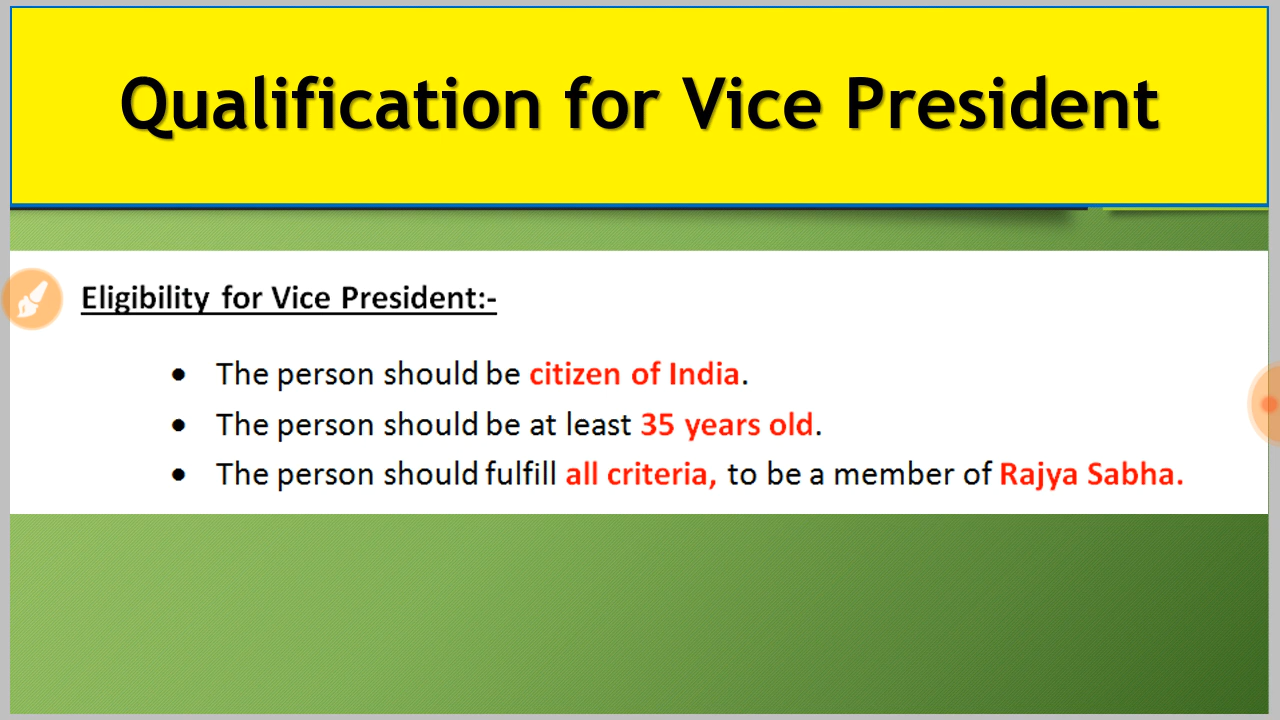 Qualification for Vice President
Eligibility for Vice President:-
• The person should be citizen of India.
• The person should be at least 35 years old.
• The person should fulfill all criteria, to be a member of Rajya Sabha.